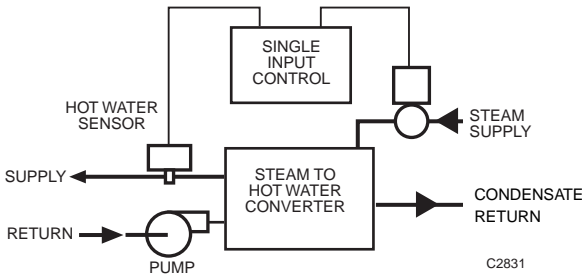 SINGLE
INPUT
CONTROL
HOT WATER
SENSOR
STEAM
SUPPLY
SUPPLY
STEAM TO
HOT WATER
CONVERTER
CONDENSATE
RETURN
RETURN
PUMP
C2831